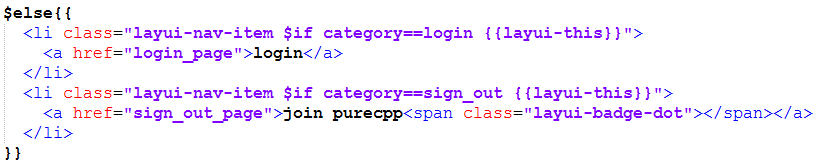 $else{{
<li class="layui-nav-item $if category==login {{layui-this}}">
<a href="login_page">login</a>
</li>
<li class="layui-nav-item $if category==sign_out {{layui-this}}">
<a href="sign_out_page">join purecpp<span class="layui-badge-dot"></span></a>
</li>
}}